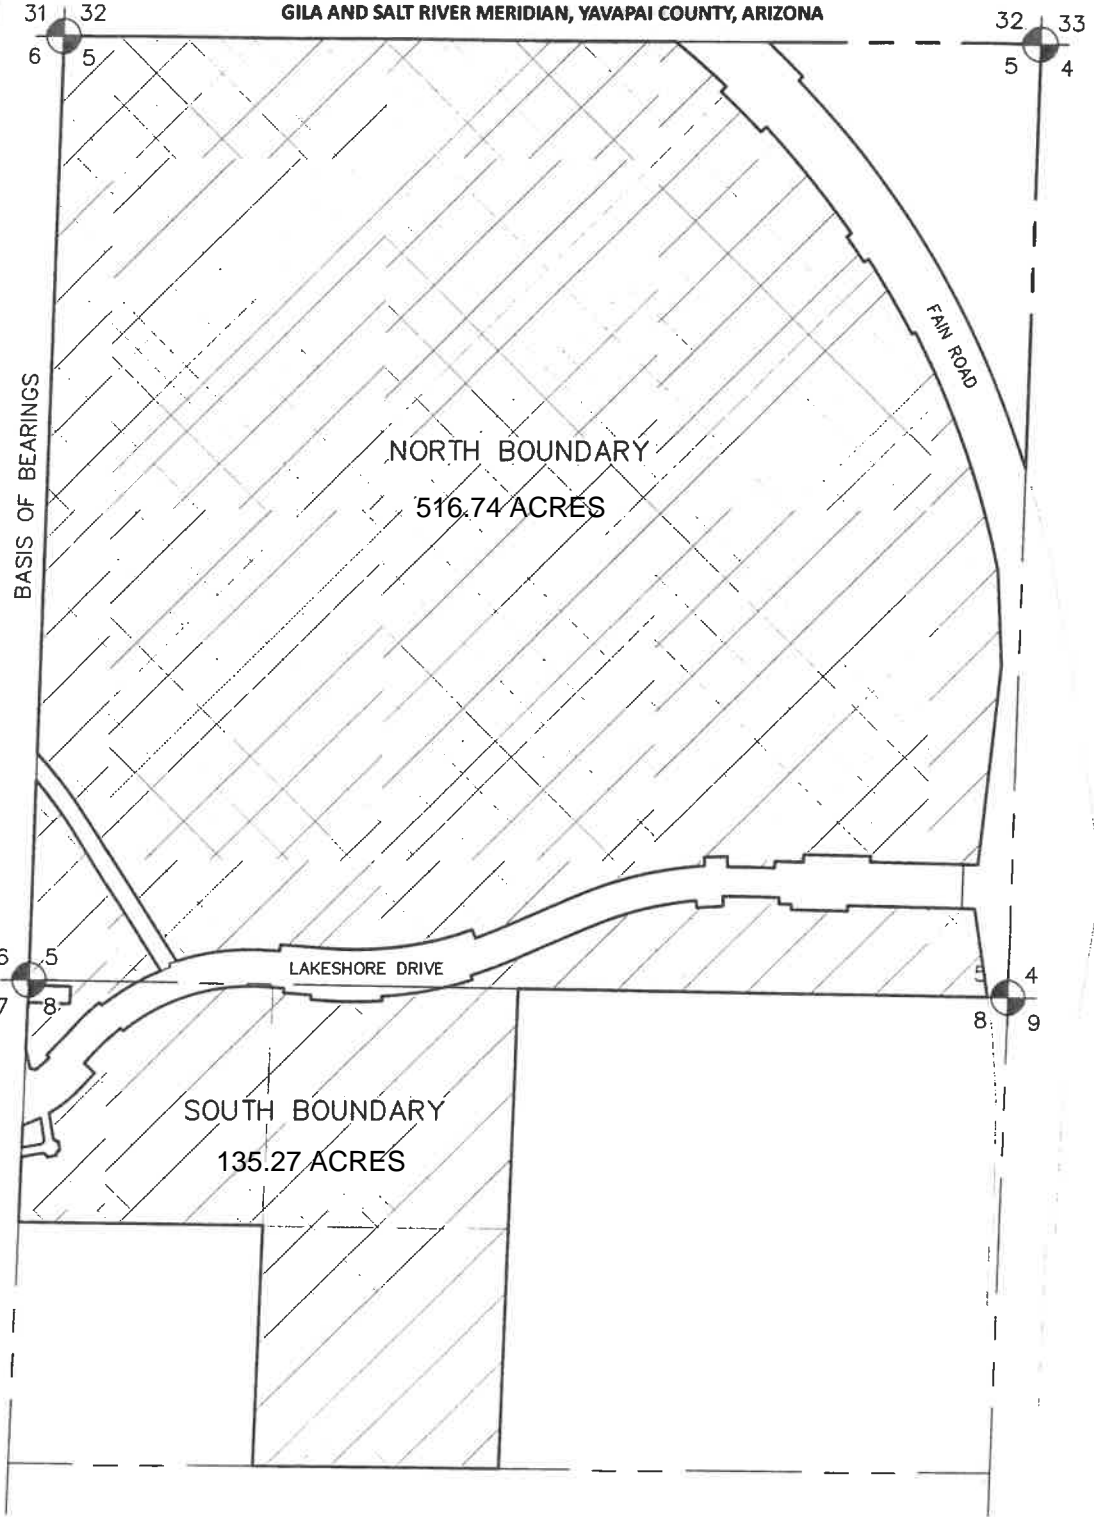 GILA AND SALT RIVER MERIDIAN, YAVAPAI COUNTY, ARIZONA
31 32
6 5
32 33
5 4
FAIN ROAD
BASIS OF BEARINGS
NORTH BOUNDARY
516.74 ACRES
6 5
7 8
LAKESHORE DRIVE
5 4
8 9
SOUTH BOUNDARY
135.27 ACRES